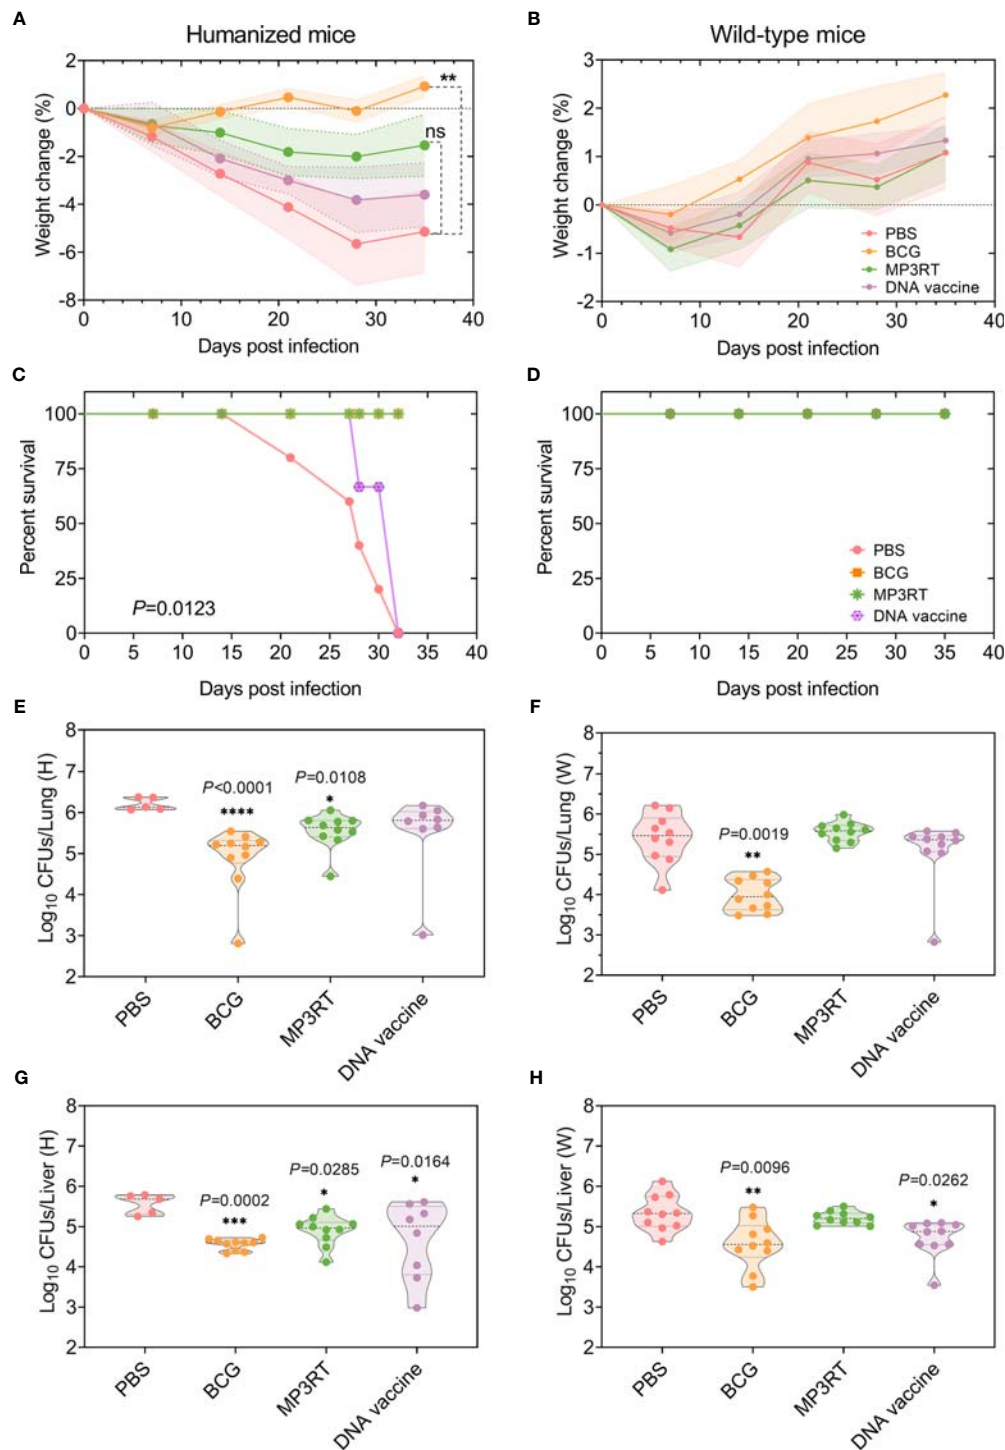 A
Humanized mice
Weight change (%)
2
0
-2
-4
-6
-8
**
ns
0 10 20 30 40
Days post infection
B
Wild-type mice
Weight change (%)
3
2
1
0
-1
-2
PBS
BCG
MP3RT
DNA vaccine
0 10 20 30 40
Days post infection
C
Percent survival
100
75
50
25
0
P=0.0123
0 5 10 15 20 25 30 35 40
Days post infection
D
Percent survival
100
75
50
25
0
PBS
BCG
MP3RT
DNA vaccine
0 5 10 15 20 25 30 35 40
Days post infection
E
Log10 CFUs/Lung (H)
8
7
6
5
4
3
2
P<0.0001
****
P=0.0108
*
PBS
BCG
MP3RT
DNA vaccine
F
Log10 CFUs/Lung (W)
8
7
6
5
4
3
2
P=0.0019
**
PBS
BCG
MP3RT
DNA vaccine
G
Log10 CFUs/Liver (H)
8
7
6
5
4
3
2
P=0.0002
***
P=0.0285
*
P=0.0164
*
PBS
BCG
MP3RT
DNA vaccine
H
Log10 CFUs/Liver (W)
8
7
6
5
4
3
2
P=0.0096
**
P=0.0262
*
PBS
BCG
MP3RT
DNA vaccine